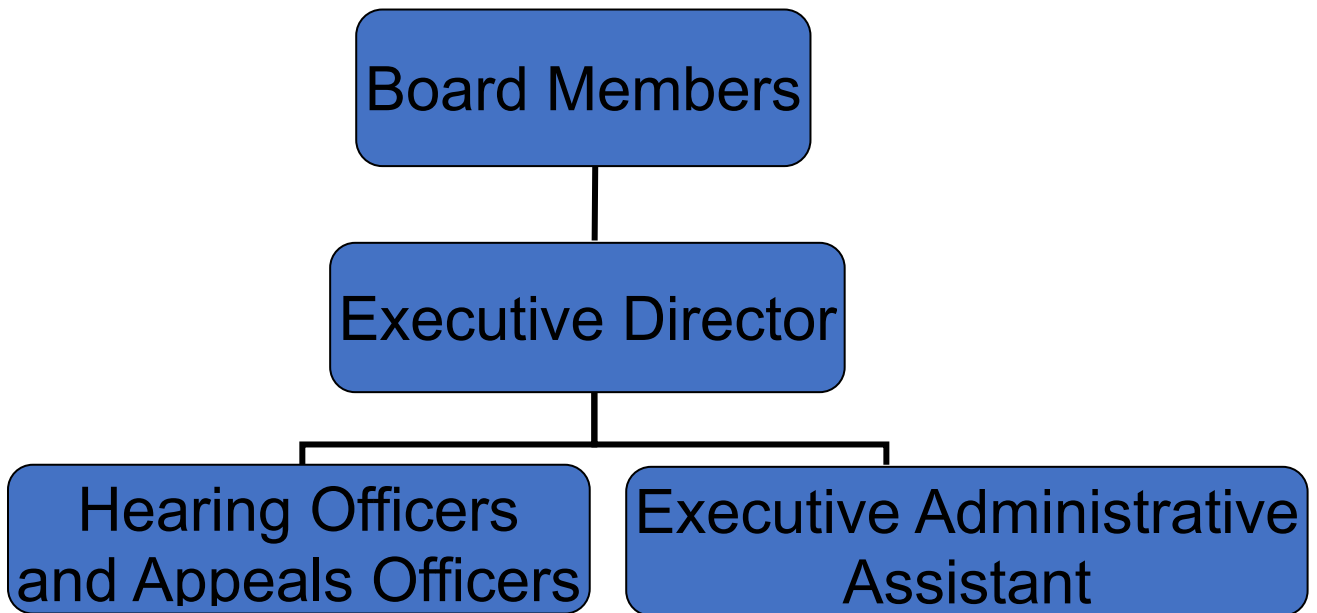 Board Members
Executive Director
Hearing Officers
and Appeals Officers
Executive Administrative
Assistant